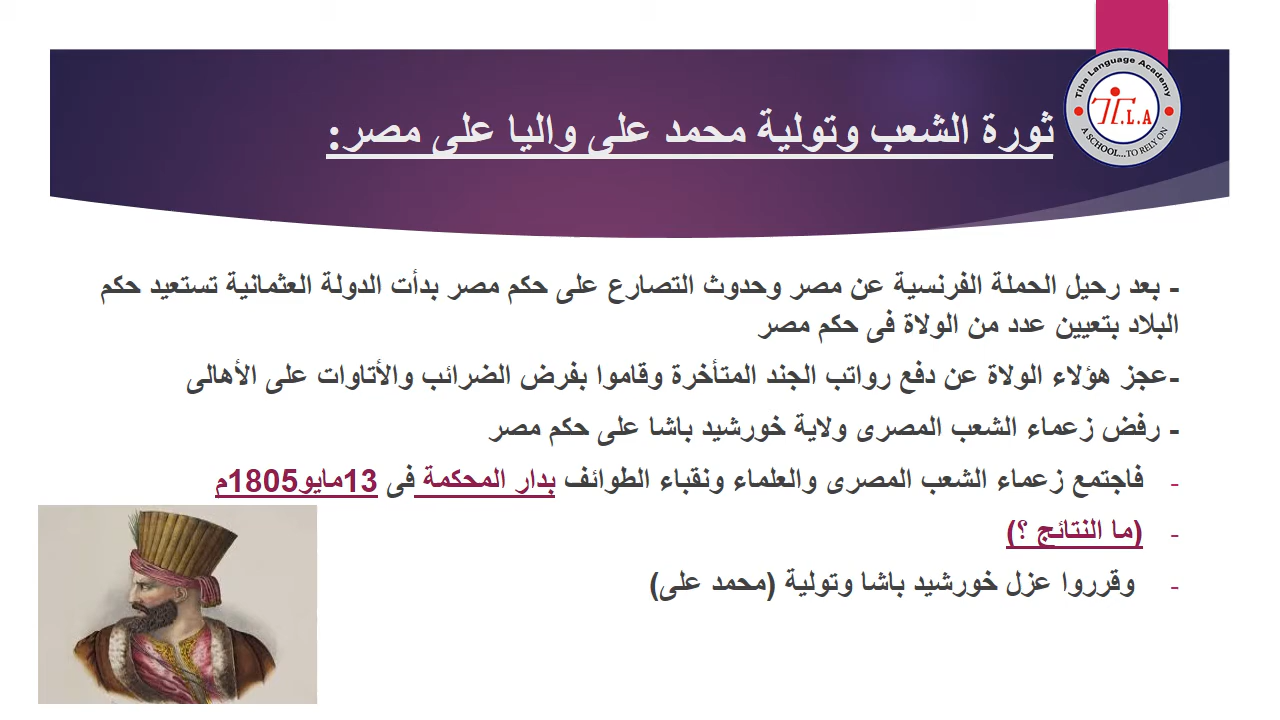 Tiba Language Academy
T.L.A
A SCHOOL...TO RELY ON
ثورة الشعب وتولية محمد على واليا على مصر:
- بعد رحيل الحملة الفرنسية عن مصر وحدوث التصارع على حكم مصر بدأت الدولة العثمانية تستعيد حكم
البلاد بتعيين عدد من الولاة فى حكم مصر
-عجز هؤلاء الولاة عن دفع رواتب الجند المتأخرة وقاموا بفرض الضرائب والأتاوات على الأهالى
- رفض زعماء الشعب المصرى ولاية خورشيد باشا على حكم مصر
- فاجتمع زعماء الشعب المصرى والعلماء ونقباء الطوائف بدار المحكمة فى 13مايو1805م
- (ما النتائج ؟)
- وقرروا عزل خورشيد باشا وتولية (محمد على)